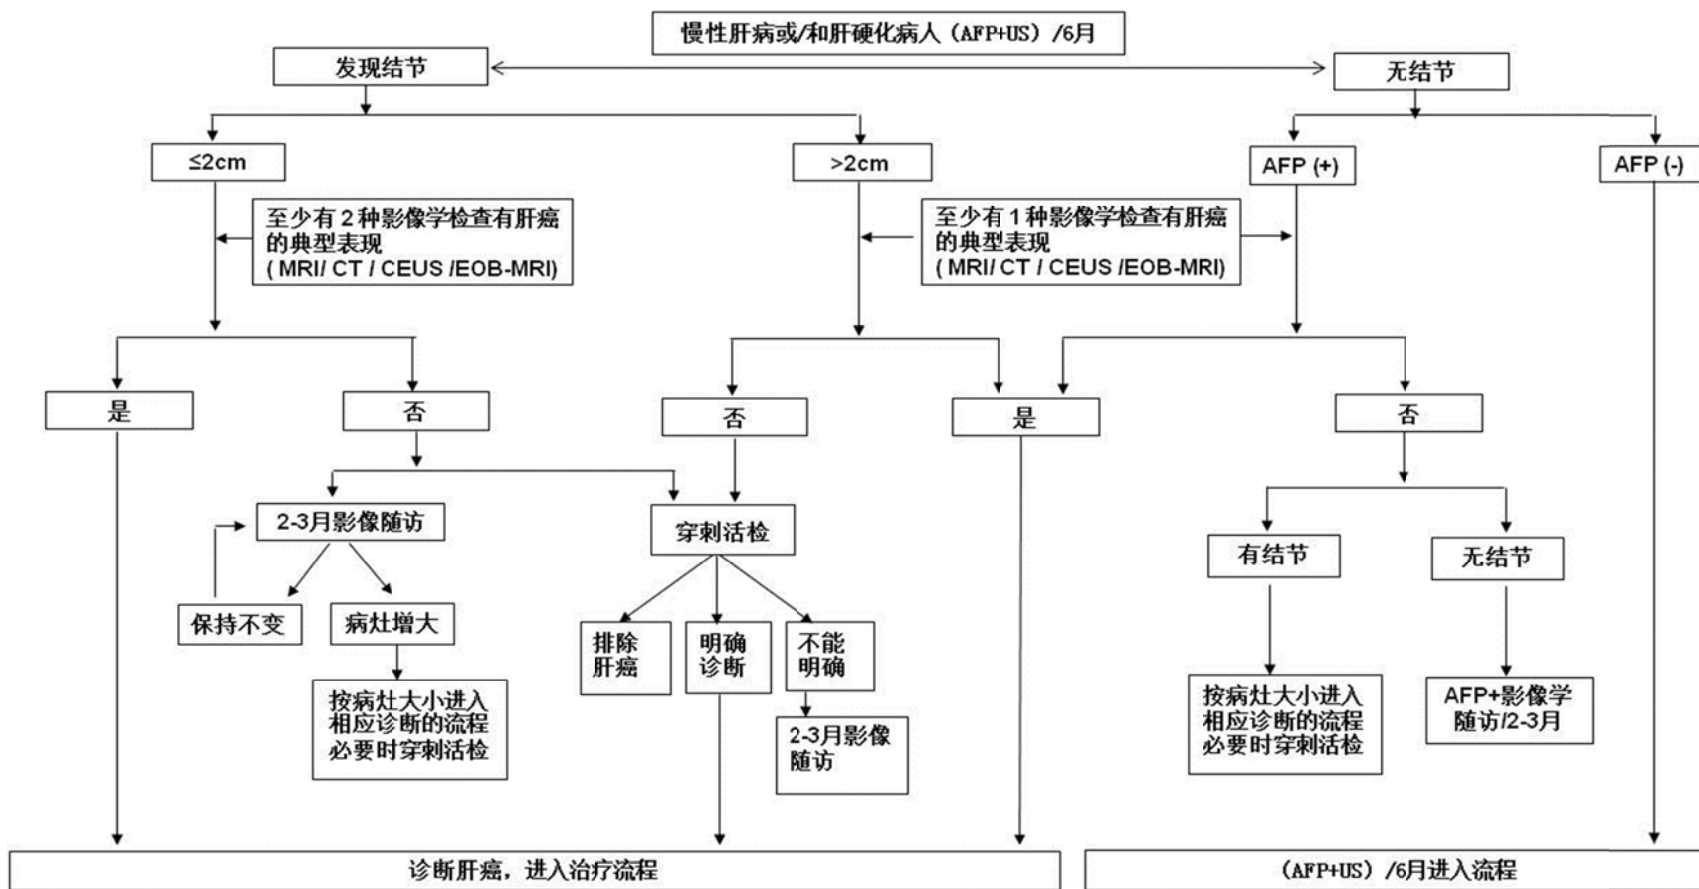 慢性肝病或/和肝硬化病人（AFP+US）/6月
发现结节
无结节
≤2cm
>2cm
AFP (+)
AFP (-)
至少有 2 种影像学检查有肝癌
的典型表现
( MRI/ CT / CEUS /EOB-MRI)
至少有 1 种影像学检查有肝癌
的典型表现
( MRI/ CT / CEUS /EOB-MRI)
是
否
否
是
否
2-3月影像随访
穿刺活检
有结节
无结节
保持不变
病灶增大
排除
肝癌
明确
诊断
不能
明确
按病灶大小进入
相应诊断的流程
必要时穿刺活检
2-3月影像
随访
按病灶大小进入
相应诊断的流程
必要时穿刺活检
AFP+影像学
随访/2-3月
诊断肝癌，进入治疗流程
（AFP+US）/6月进入流程